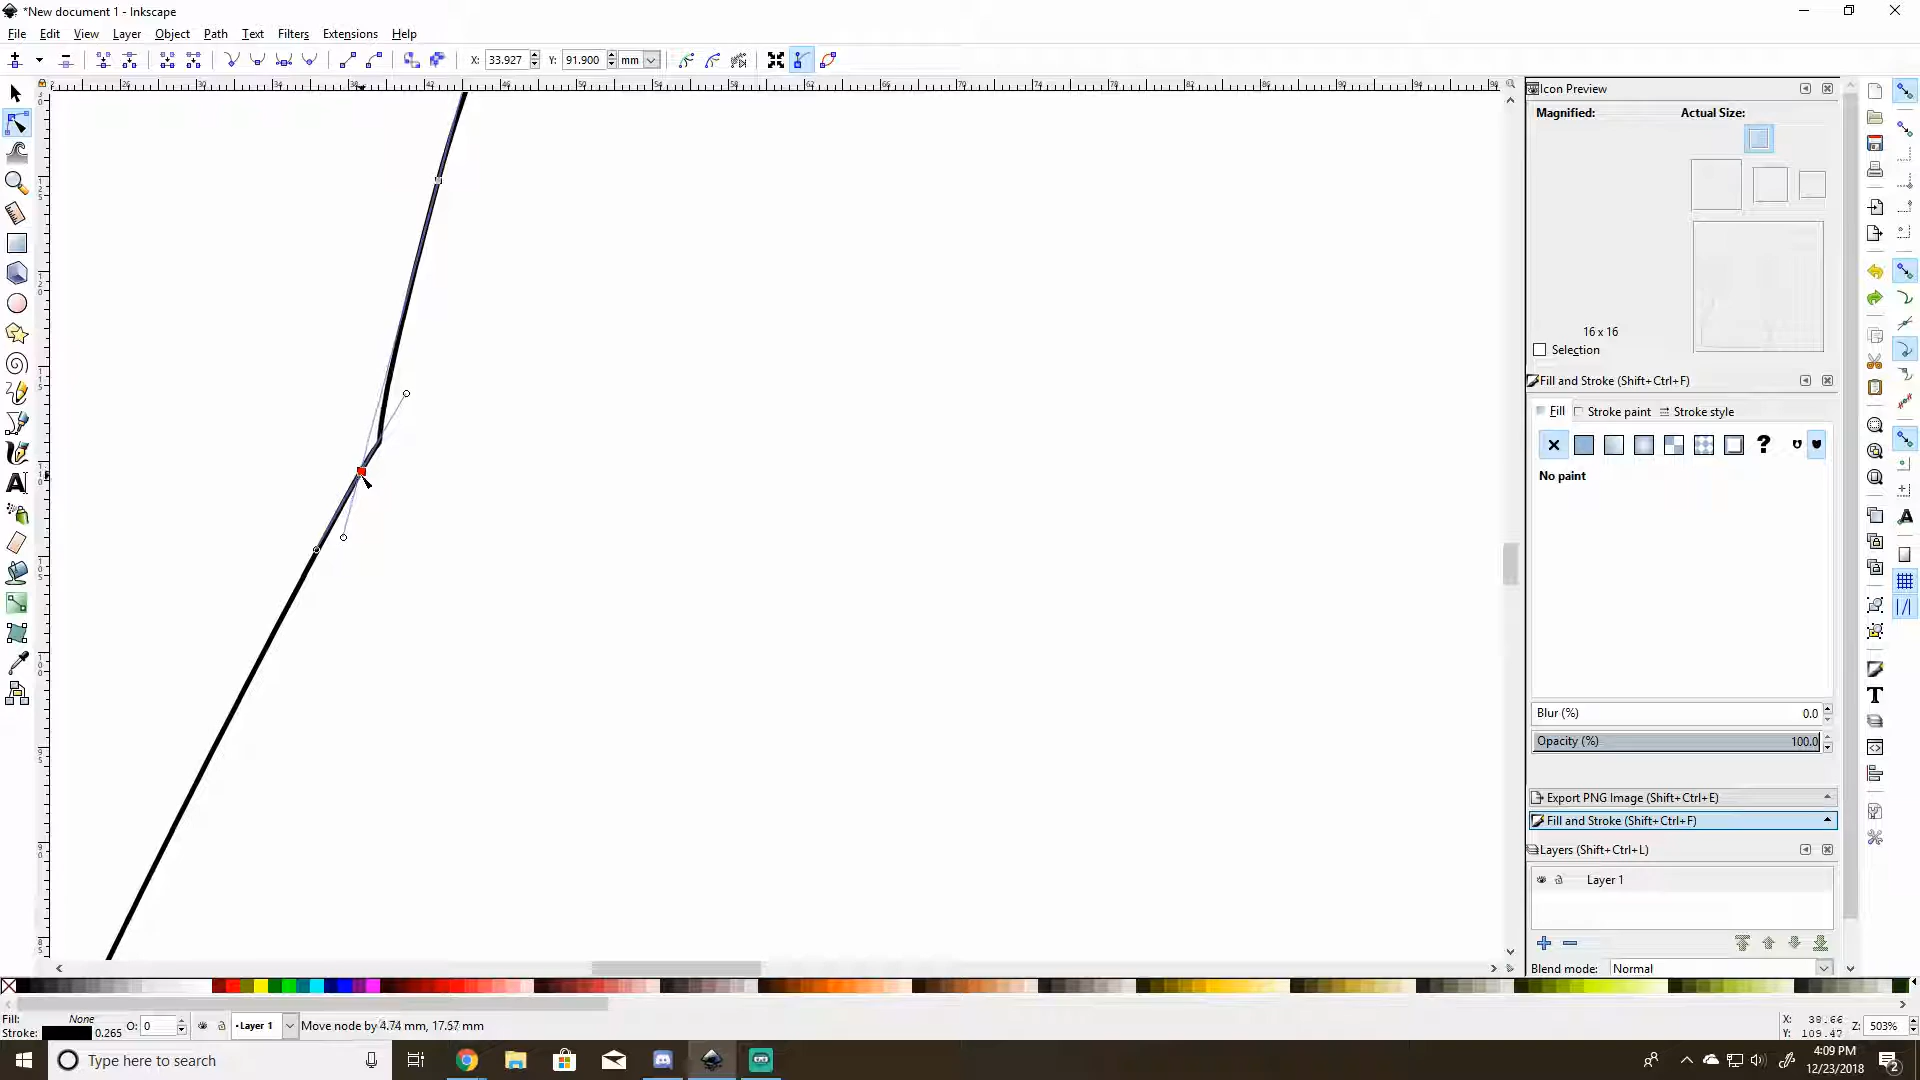 *New document 1 - Inkscape
File Edit View Layer Object Path Text Filters Extensions Help
X: 33.927 Y: 91.900 mm
Icon Preview
Magnified: Actual Size:
16 x 16
Selection
Fill and Stroke (Shift+Ctrl+F)
Fill Stroke paint Stroke style
No paint
Blur (%) 0.0
Opacity (%) 100.0
Export PNG Image (Shift+Ctrl+E)
Fill and Stroke (Shift+Ctrl+F)
Layers (Shift+Ctrl+L)
Layer 1
Blend mode: Normal
Fill: None
Stroke: 0.265 O: 0 Layer 1 Move node by 4.74 mm, 17.57 mm
X: 39.66
Y: 109.47 Z: 503%
Type here to search
4:09 PM
12/23/2018
2